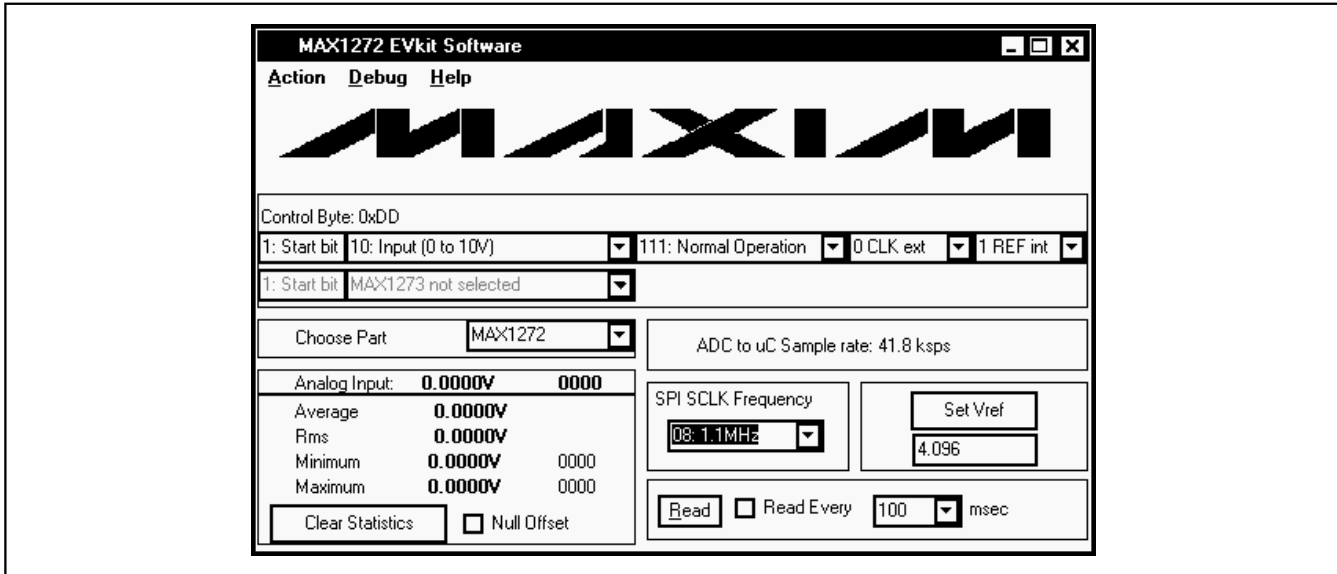 MAX1272 EVkit Software
Action Debug Help
MAXIM
Control Byte: 0xDD
1: Start bit 10: Input (0 to 10V) 111: Normal Operation 0 CLK ext 1 REF int
1: Start bit MAX1273 not selected
Choose Part MAX1272
ADC to uC Sample rate: 41.8 ksps
Analog Input: 0.0000V 0000
Average 0.0000V
Rms 0.0000V
Minimum 0.0000V 0000
Maximum 0.0000V 0000
Clear Statistics Null Offset
SPI SCLK Frequency
08: 1.1MHz
Set Vref
4.096
Read Read Every 100 msec